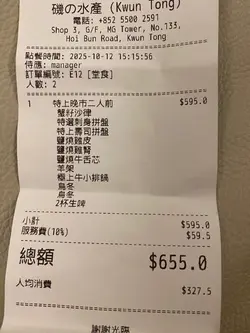 磯の水產 (Kwun Tong)
電話: +852 5500 2591
Shop 3, G/F, MG Tower, No.133,
Hoi Bun Road, Kwun Tong
點餐時間: 2025-10-12 15:15:56
侍應: manager
訂單編號: E12 [堂食]
人數: 2
1 特上晚市二人前 $595.0
蟹籽沙律
特選刺身拼盤
特上壽司拼盤
鹽燒雞皮
鹽燒雞腎
鹽燒牛舌芯
羊架
極上牛小排鍋
烏冬
烏冬
2杯生啤
小計 $595.0
服務費(10%) $59.5
總額 $655.0
人均消費 $327.5
謝謝光臨